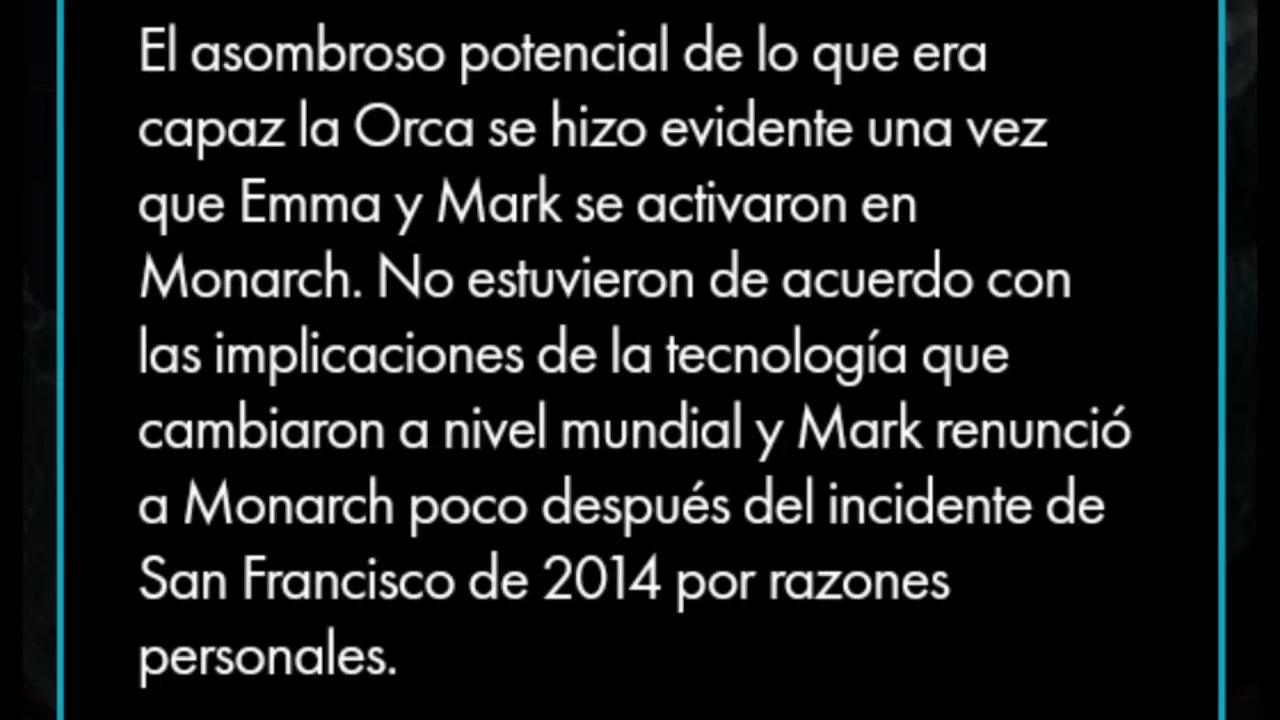 El asombroso potencial de lo que era
capaz la Orca se hizo evidente una vez
que Emma y Mark se activaron en
Monarch. No estuvieron de acuerdo con
las implicaciones de la tecnología que
cambiaron a nivel mundial y Mark renunció
a Monarch poco después del incidente de
San Francisco de 2014 por razones
personales.